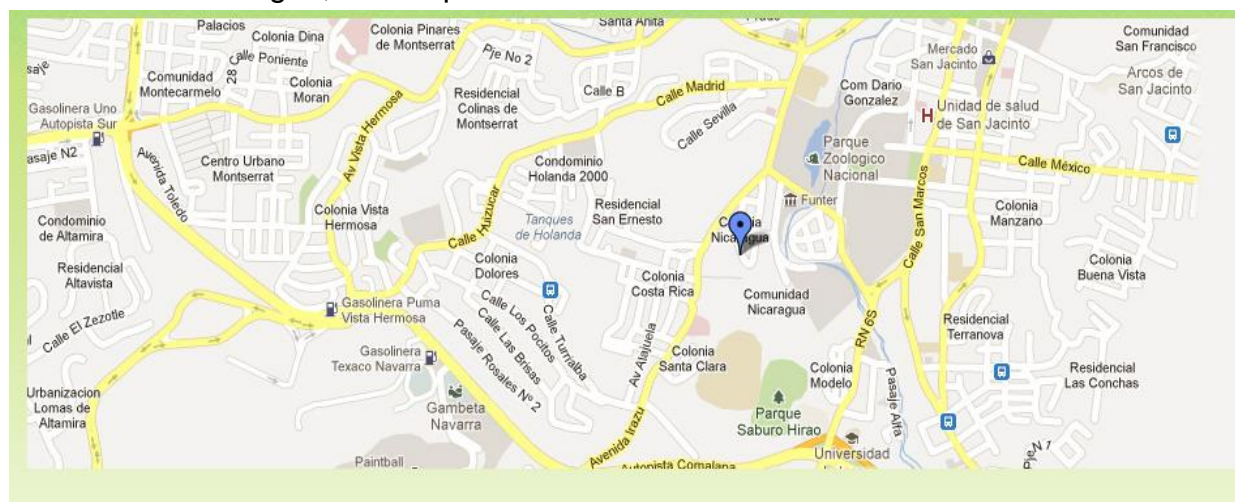 Palacios
Colonia Dina
Colonia Pinares
de Montserrat
Santa Anita
Pje No 2
Calle Poniente
28
Comunidad
Montecarmelo
Colonia
Moran
Residencial
Colinas de
Montserrat
Calle B
Calle Madrid
Calle Sevilla
Mercado
San Jacinto
Comunidad
San Francisco
Arcos de
San Jacinto
Com Dario
Gonzalez
H
Unidad de salud
de San Jacinto
Gasolinera Uno
Autopista Sur
Avenida Toledo
Centro Urbano
Montserrat
Av Vista Hermosa
Condominio
Holanda 2000
Parque
Zoologico
Nacional
Calle México
Calle San Marcos
Condominio
de Altamira
Colonia Vista
Hermosa
Calle Huizucar
Tanques
de Holanda
Residencial
San Ernesto
Funter
Colonia
Nicaragua
Colonia
Manzano
Residencial
Altavista
Colonia
Dolores
Colonia
Costa Rica
Comunidad
Nicaragua
Colonia
Buena Vista
Calle El Zezotle
Gasolinera Puma
Vista Hermosa
Calle Los Pocitos
Calle Las Brisas
Calle Turrialba
Pasaje Rosales Nº 2
Av Alajuela
RN 6S
Residencial
Terranova
Gasolinera
Texaco Navarra
Colonia
Santa Clara
Colonia
Modelo
Pasaje Alfa
Residencial
Las Conchas
Urbanizacion
Lomas de
Altamira
Gambeta
Navarra
Parque
Saburo Hirao
Avenida Irazu
Universidad
Pje N 1
Paintball
Autopista Comalapa